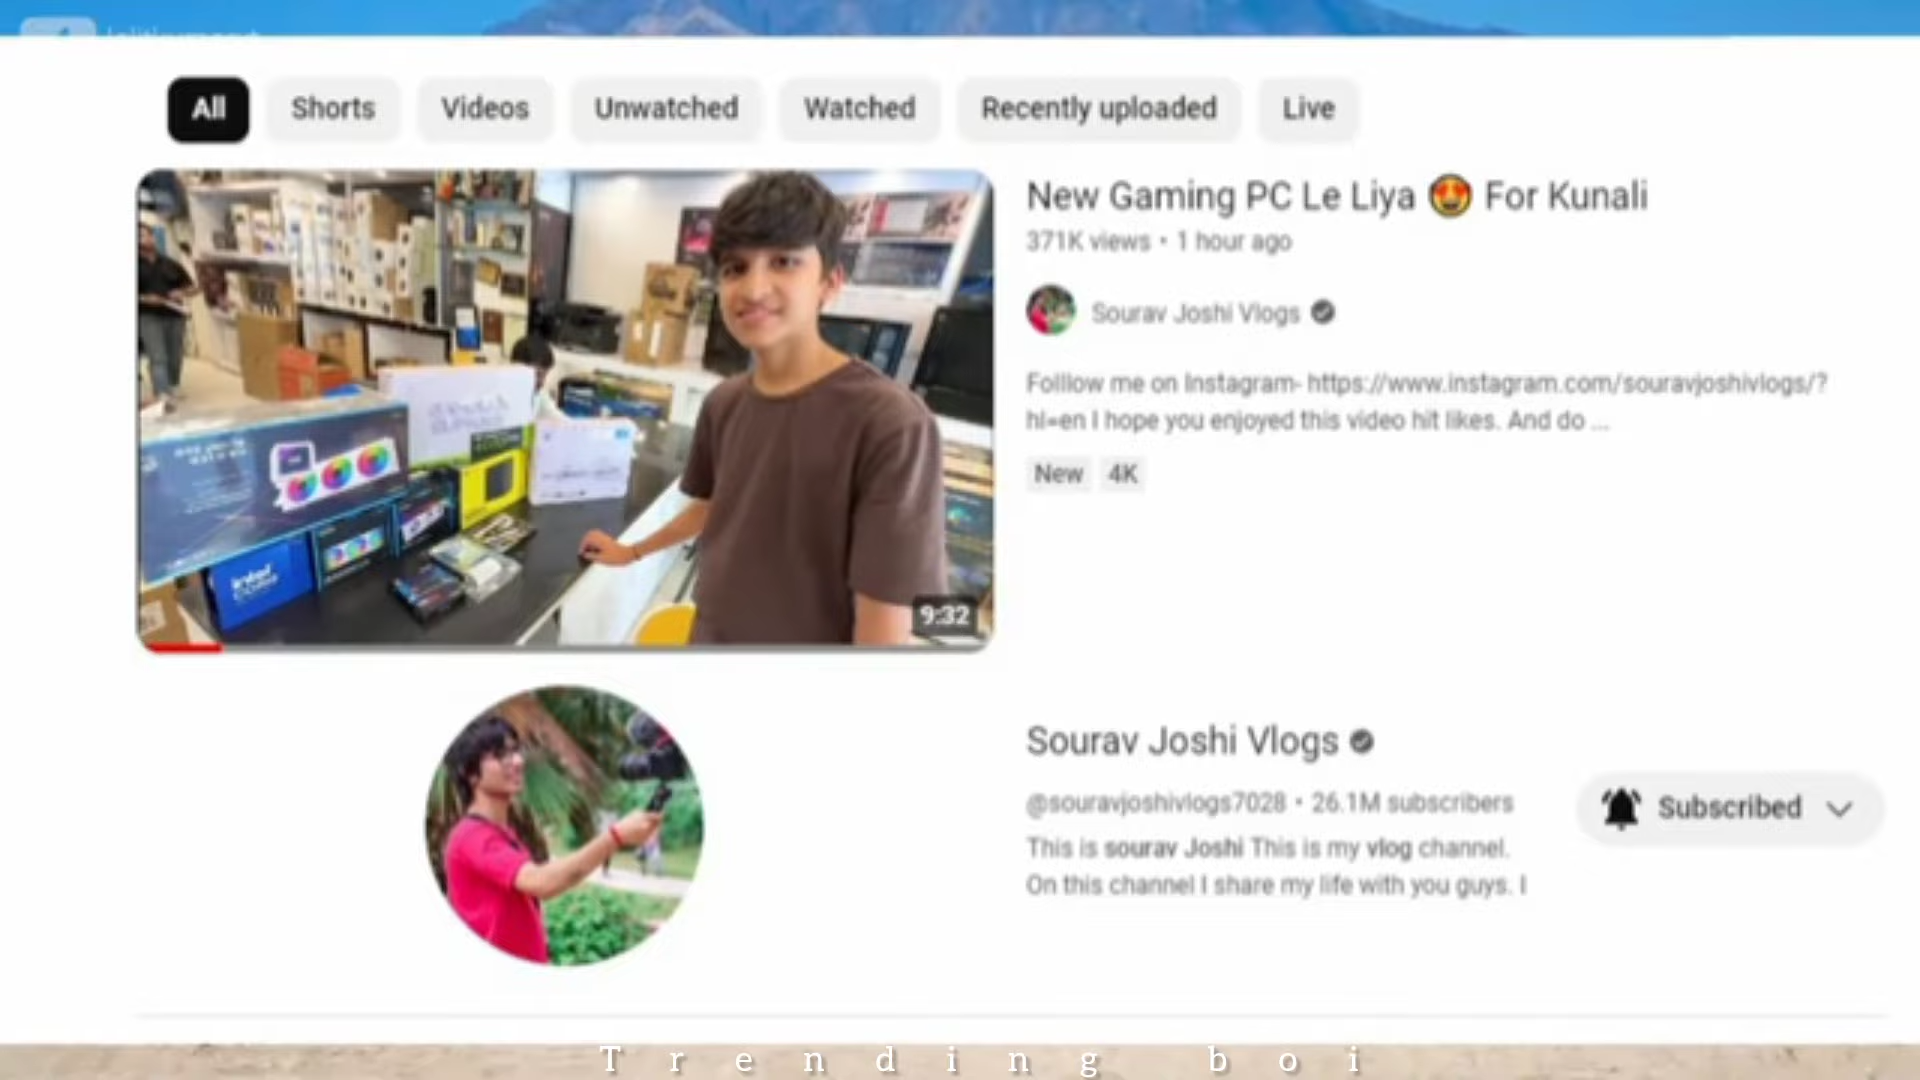 All Shorts Videos Unwatched Watched Recently uploaded Live
New Gaming PC Le Liya 🤩 For Kunali
371K views • 1 hour ago
Sourav Joshi Vlogs
Folllow me on Instagram- https://www.instagram.com/souravjoshivlogs/?
hl=en I hope you enjoyed this video hit likes. And do ...
New 4K
intel
CORE
9:32
Sourav Joshi Vlogs
@souravjoshivlogs7028 • 26.1M subscribers
This is sourav Joshi This is my vlog channel.
On this channel I share my life with you guys. I
Subscribed
Trending boi